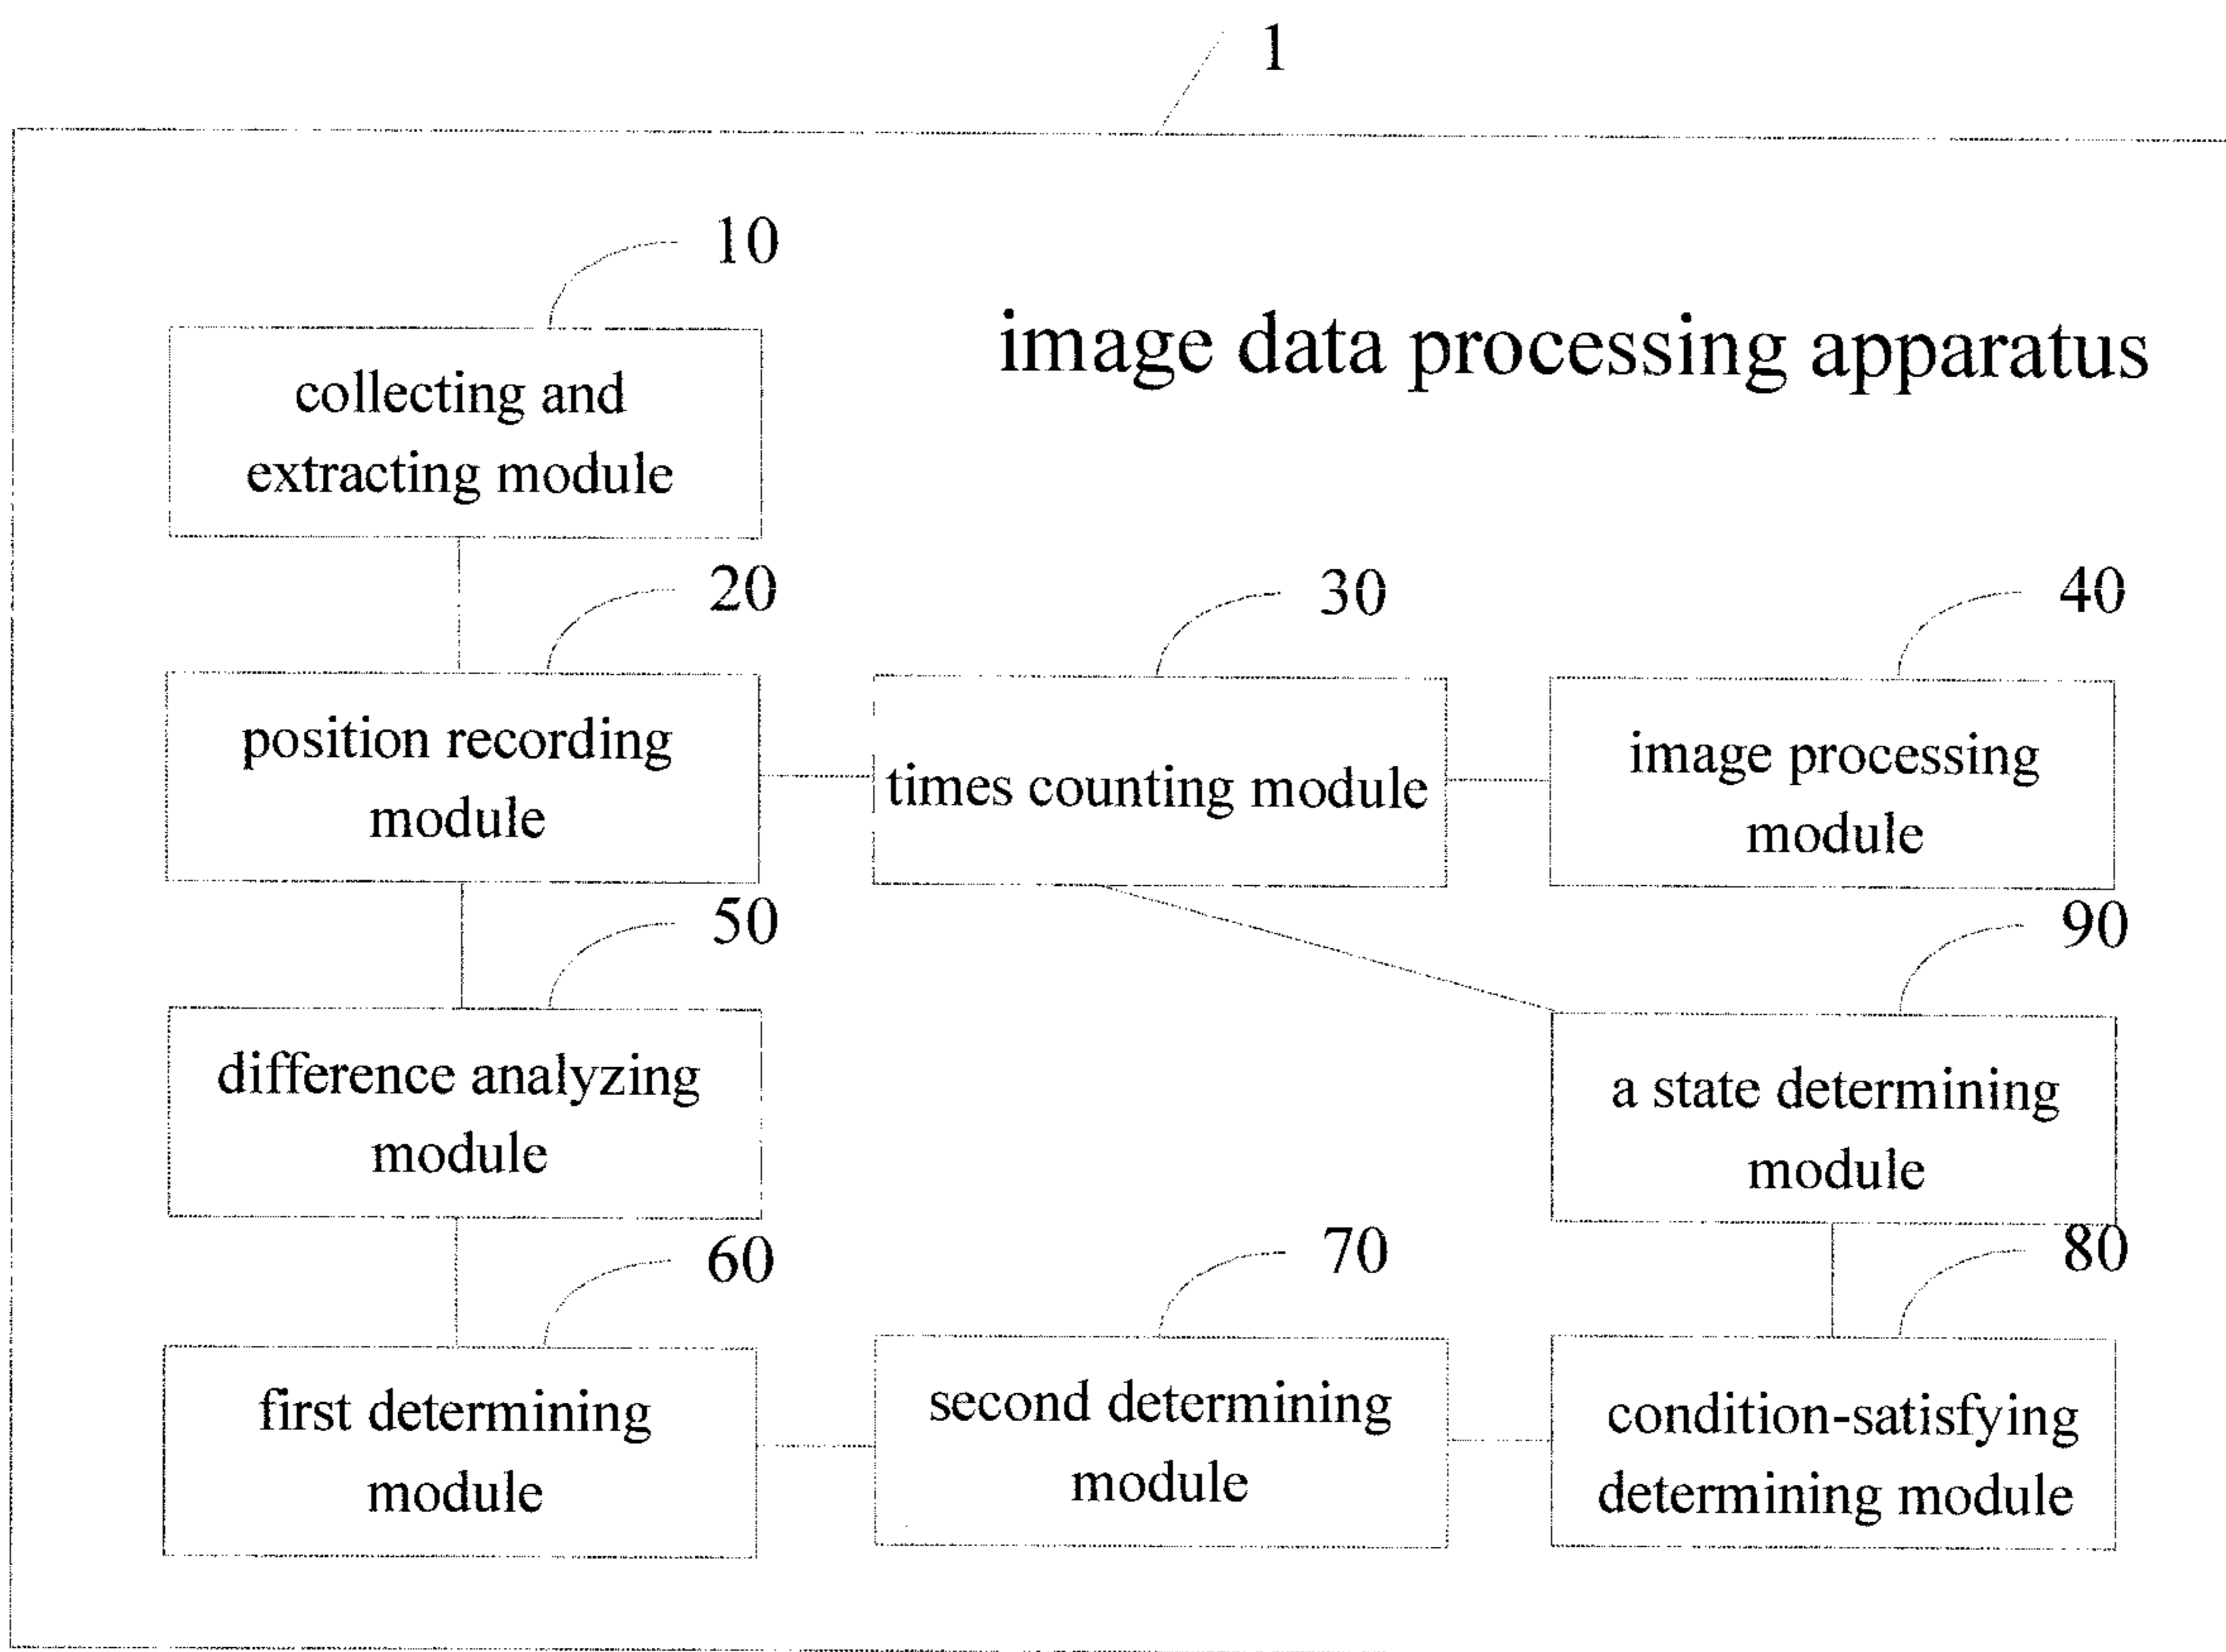 1
10
image data processing apparatus
collecting and
extracting module
20
30
40
position recording
module
times counting module
image processing
module
50
90
difference analyzing
module
a state determining
module
60
70
80
first determining
module
second determining
module
condition-satisfying
determining module